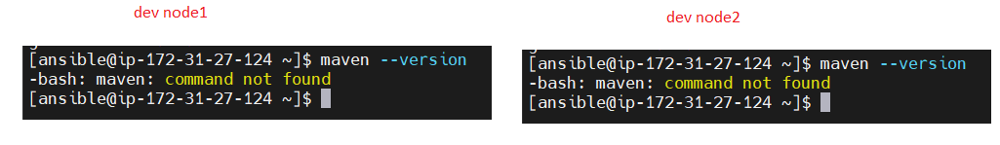 dev node1
[ansible@ip-172-31-27-124 ~]$ maven --version
-bash: maven: command not found
[ansible@ip-172-31-27-124 ~]$
dev node2
[ansible@ip-172-31-27-124 ~]$ maven --version
-bash: maven: command not found
[ansible@ip-172-31-27-124 ~]$